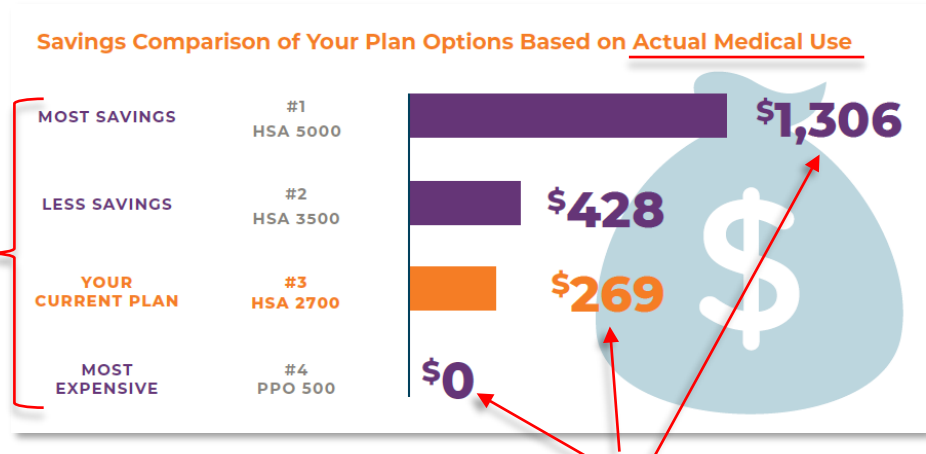 Savings Comparison of Your Plan Options Based on Actual Medical Use
MOST SAVINGS
#1
HSA 5000
$1,306
LESS SAVINGS
#2
HSA 3500
$428
YOUR
CURRENT PLAN
#3
HSA 2700
$269
MOST
EXPENSIVE
#4
PPO 500
$0
$